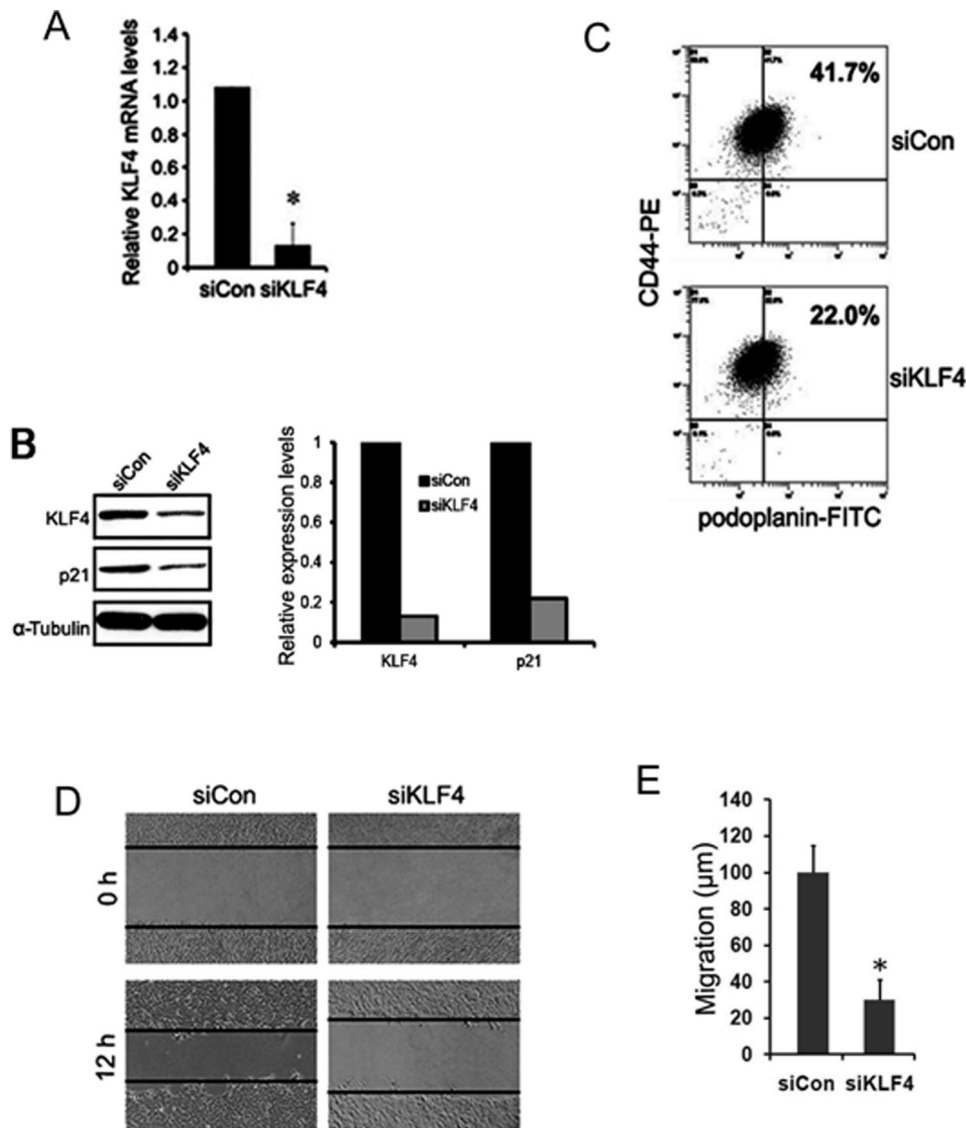 A
Relative KLF4 mRNA levels
1.4
1.2
1.0
0.8
0.6
0.4
0.2
0
*
siCon siKLF4
B
siCon siKLF4
KLF4
p21
α-Tubulin
Relative expression levels
1
0.8
0.6
0.4
0.2
0
siCon
siKLF4
KLF4 p21
C
41.7%
siCon
CD44-PE
22.0%
siKLF4
podoplanin-FITC
D
siCon siKLF4
0 h
12 h
E
Migration (μm)
140
120
100
80
60
40
20
0
*
siCon siKLF4